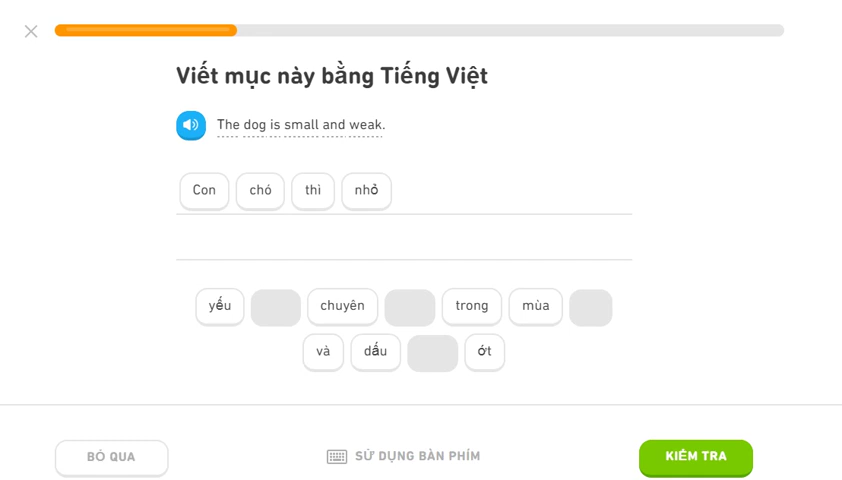 Viết mục này bằng Tiếng Việt
The dog is small and weak.
Con chó thì nhỏ
yếu chuyên trong mùa
và dấu ớt
BỎ QUA SỬ DỤNG BÀN PHÍM KIỂM TRA